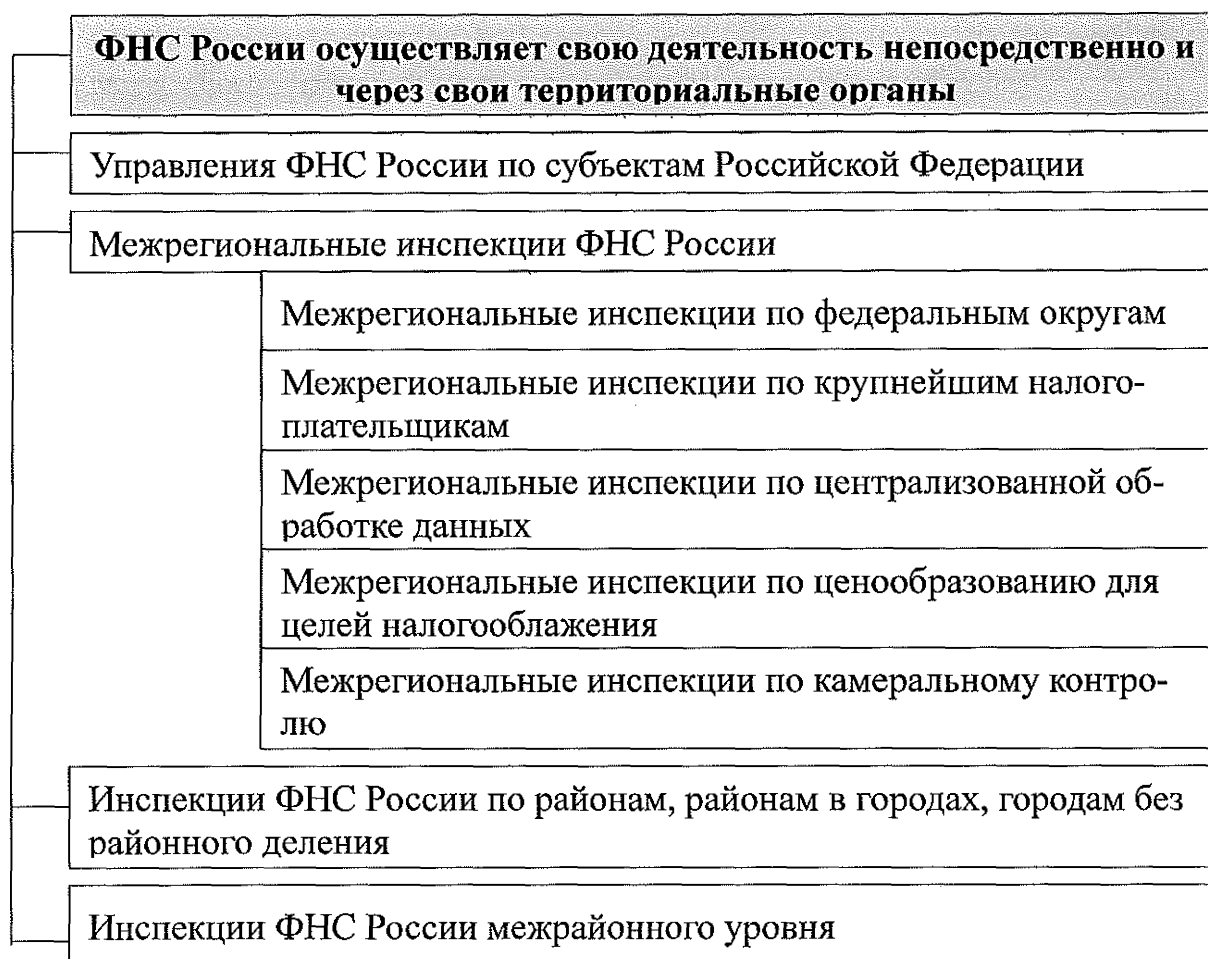 ФНС России осуществляет свою деятельность непосредственно и
через свои территориальные органы
Управления ФНС России по субъектам Российской Федерации
Межрегиональные инспекции ФНС России
Межрегиональные инспекции по федеральным округам
Межрегиональные инспекции по крупнейшим налого-
плательщикам
Межрегиональные инспекции по централизованной об-
работке данных
Межрегиональные инспекции по ценообразованию для
целей налогооблажения
Межрегиональные инспекции по камеральному контро-
лю
Инспекции ФНС России по районам, районам в городах, городам без
районного деления
Инспекции ФНС России межрайонного уровня